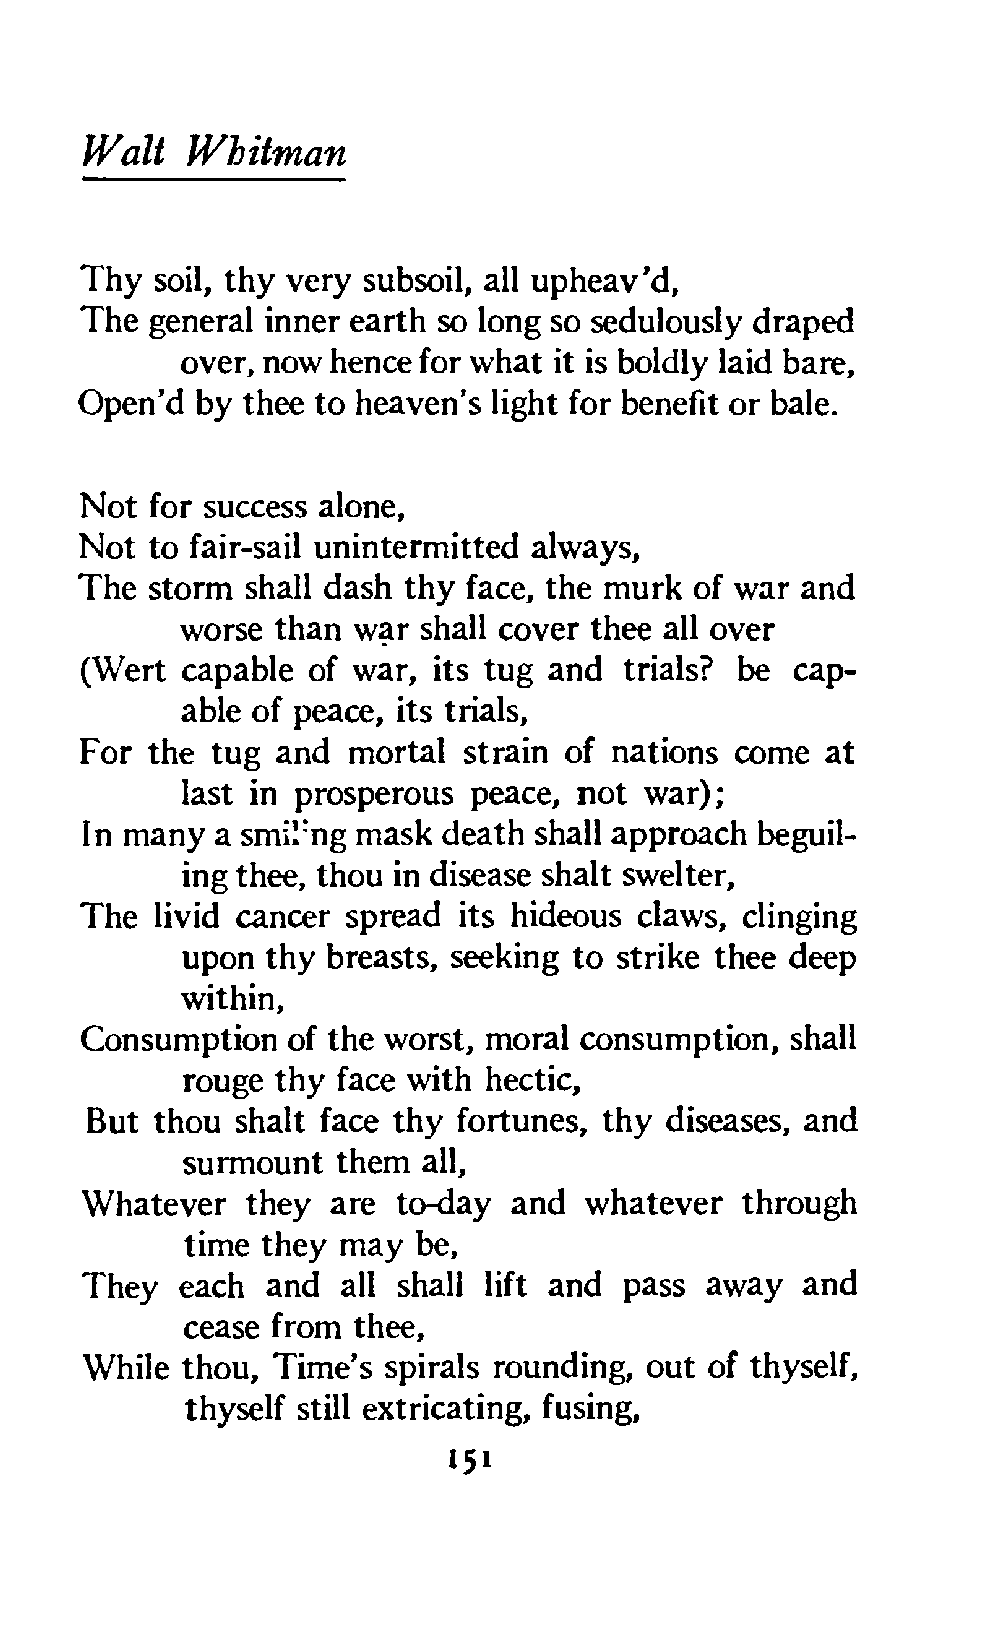 Walt Whitman
Thy soil, thy very subsoil, all upheav'd,
The general inner earth so long so sedulously draped
over, now hence for what it is boldly laid bare,
Open'd by thee to heaven's light for benefit or bale.
Not for success alone,
Not to fair-sail unintermitted always,
The storm shall dash thy face, the murk of war and
worse than war shall cover thee all over
(Wert capable of war, its tug and trials? be cap-
able of peace, its trials,
For the tug and mortal strain of nations come at
last in prosperous peace, not war);
In many a smiling mask death shall approach beguil-
ing thee, thou in disease shalt swelter,
The livid cancer spread its hideous claws, clinging
upon thy breasts, seeking to strike thee deep
within,
Consumption of the worst, moral consumption, shall
rouge thy face with hectic,
But thou shalt face thy fortunes, thy diseases, and
surmount them all,
Whatever they are to-day and whatever through
time they may be,
They each and all shall lift and pass away and
cease from thee,
While thou, Time's spirals rounding, out of thyself,
thyself still extricating, fusing,
151